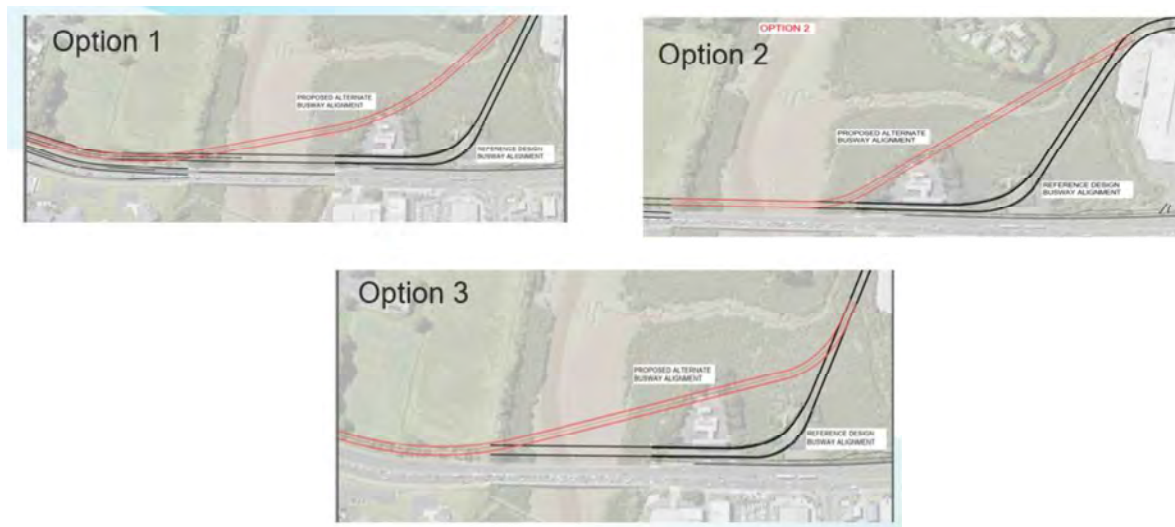 Option 1
PROPOSED ALTERNATE
BUSWAY ALIGNMENT
REFERENCE DESIGN
BUSWAY ALIGNMENT
OPTION 2
Option 2
PROPOSED ALTERNATE
BUSWAY ALIGNMENT
REFERENCE DESIGN
BUSWAY ALIGNMENT
Option 3
PROPOSED ALTERNATE
BUSWAY ALIGNMENT
REFERENCE DESIGN
BUSWAY ALIGNMENT